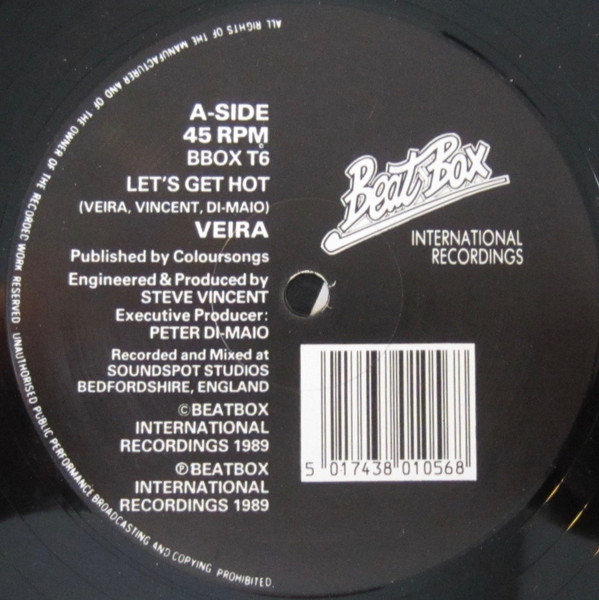 ALL RIGHTS OF THE MANUFACTURER AND OF THE OWNER OF THE RECORDED WORK RESERVED · UNAUTHORISED PUBLIC PERFORMANCE BROADCASTING AND COPYING PROHIBITED.
A-SIDE
45 RPM
©
BBOX T6
LET'S GET HOT
(VEIRA, VINCENT, DI-MAIO)
VEIRA
Published by Coloursongs
Engineered & Produced by
STEVE VINCENT
Executive Producer:
PETER DI-MAIO
Recorded and Mixed at
SOUNDSPOT STUDIOS
BEDFORDSHIRE, ENGLAND
© BEATBOX
INTERNATIONAL
RECORDINGS 1989
℗ BEATBOX
INTERNATIONAL
RECORDINGS 1989
Beat Box
INTERNATIONAL
RECORDINGS
5 017438 010568